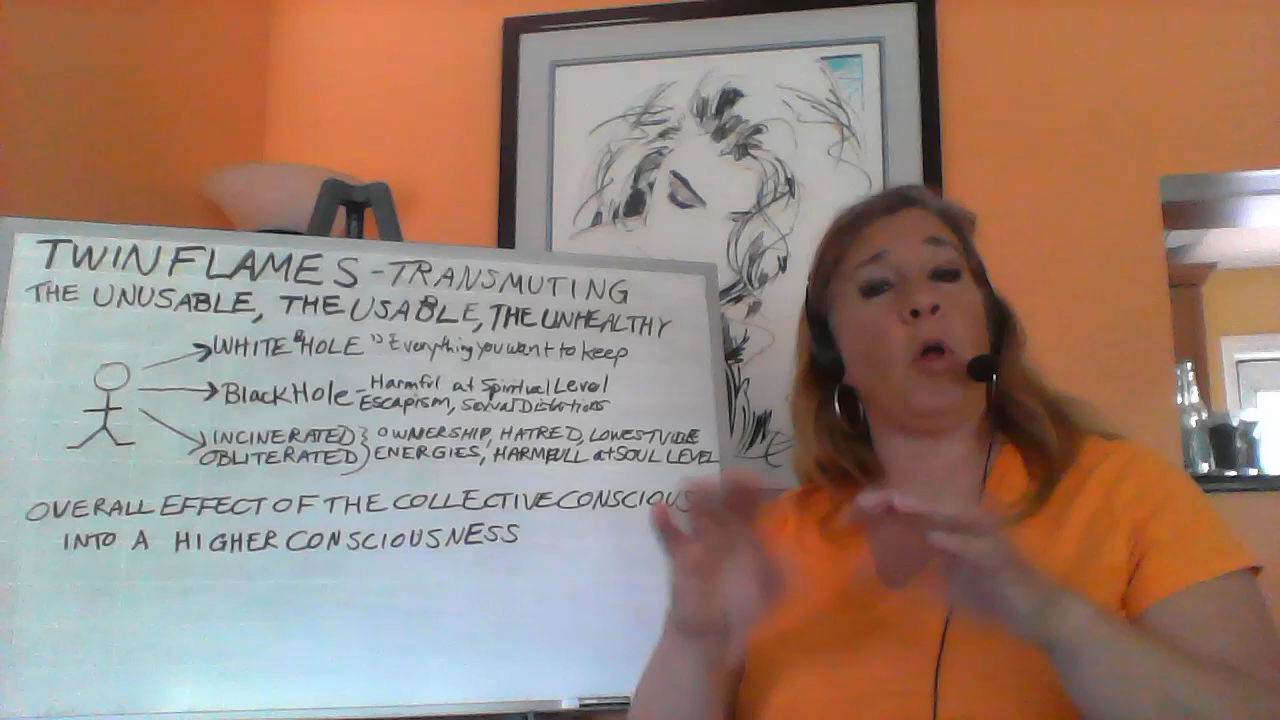 TWIN FLAMES - TRANSMUTING
THE UNUSABLE, THE USABLE, THE UNHEALTHY
WHITE "HOLE" Everything you want to keep
Black Hole - Harmful at Spiritual Level
Escapism, Sexual Distortions
INCINERATED } OWNERSHIP, HATRED, LOWEST VIBE
OBLITERATED ) ENERGIES, HARMFULL at SOUL LEVEL
OVERALL EFFECT OF THE COLLECTIVE CONSCIOUS
INTO A HIGHER CONSCIOUSNESS